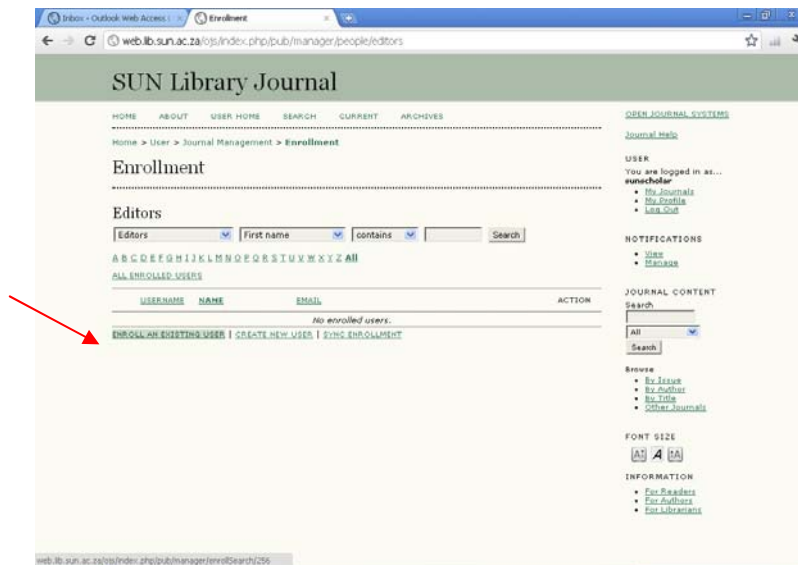 Inbox - Outlook Web Access
Enrollment
web.lib.sun.ac.za/ojs/index.php/pub/manager/people/editors
SUN Library Journal
HOME ABOUT USER HOME SEARCH CURRENT ARCHIVES
Home > User > Journal Management > Enrollment
Enrollment
Editors
Editors First name contains Search
A B C D E F G H I J K L M N O P Q R S T U V W X Y Z All
ALL ENROLLED USERS
USERNAME NAME EMAIL ACTION
No enrolled users.
ENROLL AN EXISTING USER | CREATE NEW USER | SYNC ENROLLMENT
OPEN JOURNAL SYSTEMS
Journal Help
USER
You are logged in as...
sunscholar
My Journals
My Profile
Log Out
NOTIFICATIONS
View
Manage
JOURNAL CONTENT
Search
All
Search
Browse
By Issue
By Author
By Title
Other Journals
FONT SIZE
A A A
INFORMATION
For Readers
For Authors
For Librarians
web.lib.sun.ac.za/ojs/index.php/pub/manager/enrollSearch/256